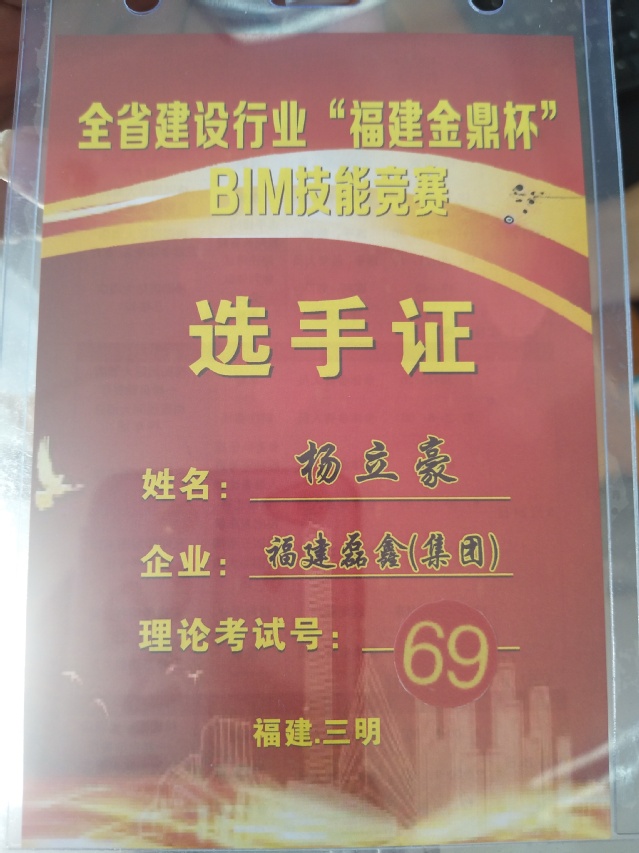 全省建设行业“福建金鼎杯”
BIM技能竞赛
选手证
姓名：杨立豪
企业：福建磊鑫(集团)
理论考试号：69
福建.三明